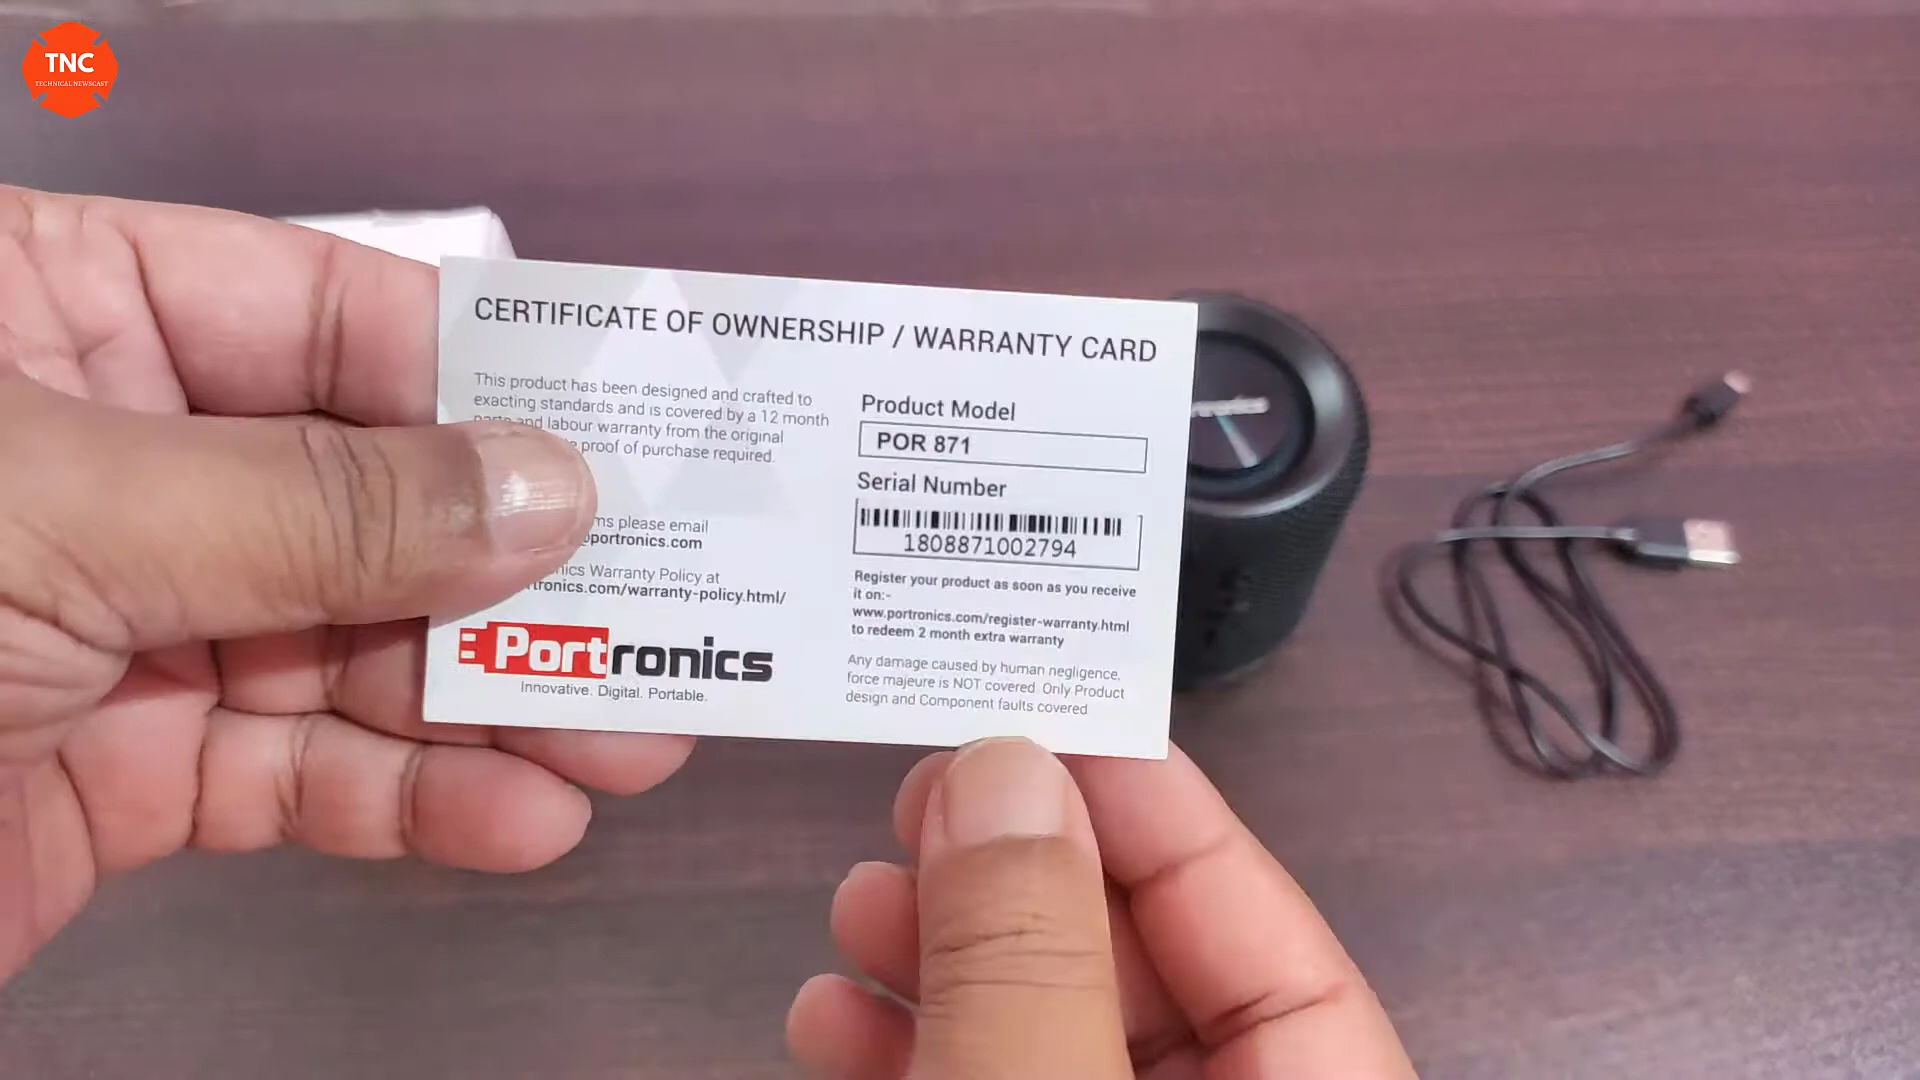 TNC
TECHNICAL NEWSCAST
CERTIFICATE OF OWNERSHIP / WARRANTY CARD
This product has been designed and crafted to
exacting standards and is covered by a 12 month
parts and labour warranty from the original
proof of purchase required.
please email
portronics.com
Warranty Policy at
tronics.com/warranty-policy.html/
Portronics
Innovative. Digital. Portable.
Product Model
POR 871
Serial Number
1808871002794
Register your product as soon as you receive
it on:-
www.portronics.com/register-warranty.html
to redeem 2 month extra warranty
Any damage caused by human negligence,
force majeure is NOT covered. Only Product
design and Component faults covered